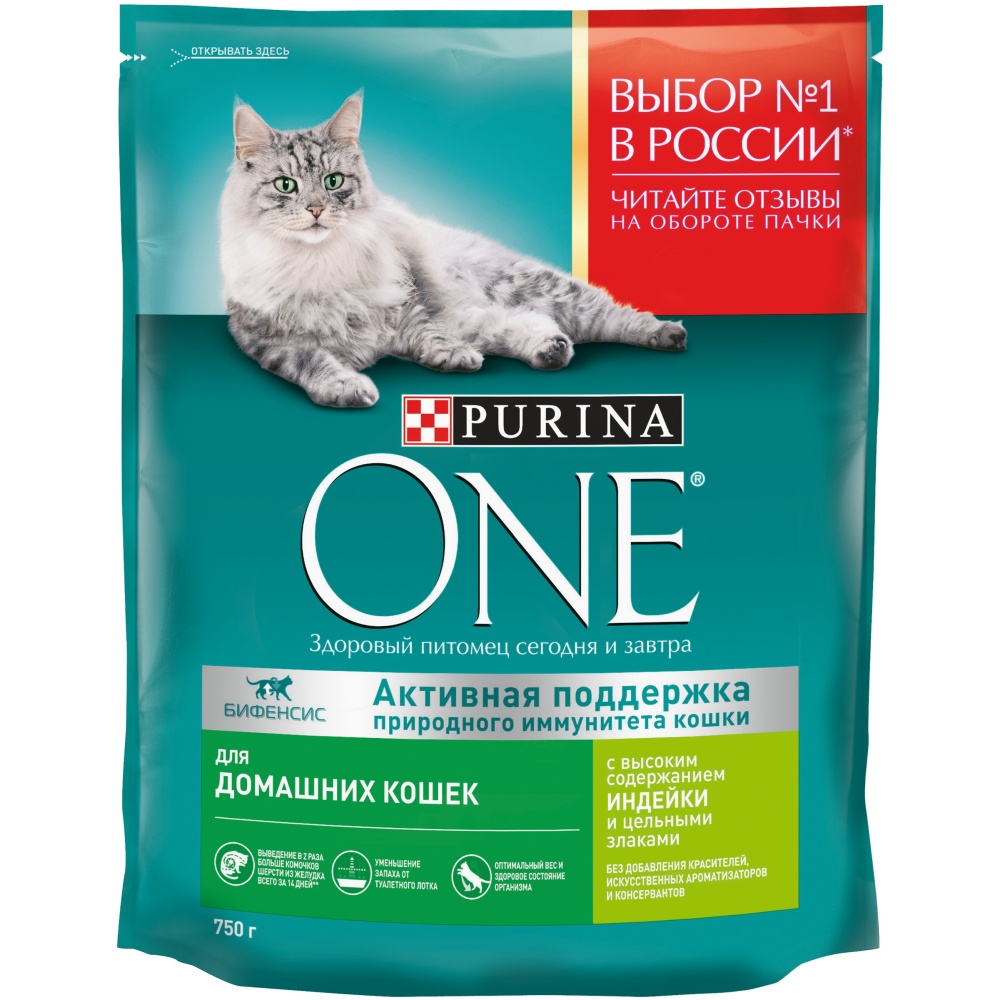 ОТКРЫВАТЬ ЗДЕСЬ
ВЫБОР №1
В РОССИИ*
ЧИТАЙТЕ ОТЗЫВЫ
НА ОБОРОТЕ ПАЧКИ
PURINA
ONE®
Здоровый питомец сегодня и завтра
БИФЕНСИС
Активная поддержка
природного иммунитета кошки
для
ДОМАШНИХ КОШЕК
С ВЫСОКИМ
СОДЕРЖАНИЕМ
ИНДЕЙКИ
И ЦЕЛЬНЫМИ
ЗЛАКАМИ
ВЫВЕДЕНИЕ В 2 РАЗА
БОЛЬШЕ КОМОЧКОВ
ШЕРСТИ ИЗ ЖЕЛУДКА
ВСЕГО ЗА 14 ДНЕЙ**
УМЕНЬШЕНИЕ
ЗАПАХА ОТ
ТУАЛЕТНОГО ЛОТКА
ОПТИМАЛЬНЫЙ ВЕС И
ЗДОРОВОЕ СОСТОЯНИЕ
ОРГАНИЗМА
БЕЗ ДОБАВЛЕНИЯ КРАСИТЕЛЕЙ,
ИСКУССТВЕННЫХ АРОМАТИЗАТОРОВ
И КОНСЕРВАНТОВ
750 г